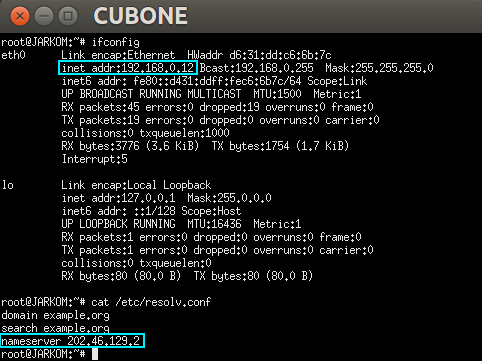 CUBONE
root@JARKOM:~# ifconfig
eth0 Link encap:Ethernet HWaddr d6:31:dd:c6:6b:7c
inet addr:192.168.0.12 Bcast:192.168.0.255 Mask:255.255.255.0
inet6 addr: fe80::d431:ddff:fec6:6b7c/64 Scope:Link
UP BROADCAST RUNNING MULTICAST MTU:1500 Metric:1
RX packets:45 errors:0 dropped:19 overruns:0 frame:0
TX packets:19 errors:0 dropped:0 overruns:0 carrier:0
collisions:0 txqueuelen:1000
RX bytes:3776 (3.6 KiB) TX bytes:1754 (1.7 KiB)
Interrupt:5
lo Link encap:Local Loopback
inet addr:127.0.0.1 Mask:255.0.0.0
inet6 addr: ::1/128 Scope:Host
UP LOOPBACK RUNNING MTU:16436 Metric:1
RX packets:1 errors:0 dropped:0 overruns:0 frame:0
TX packets:1 errors:0 dropped:0 overruns:0 carrier:0
collisions:0 txqueuelen:0
RX bytes:80 (80.0 B) TX bytes:80 (80.0 B)
root@JARKOM:~# cat /etc/resolv.conf
domain example.org
search example.org
nameserver 202.46.129.2
root@JARKOM:~#